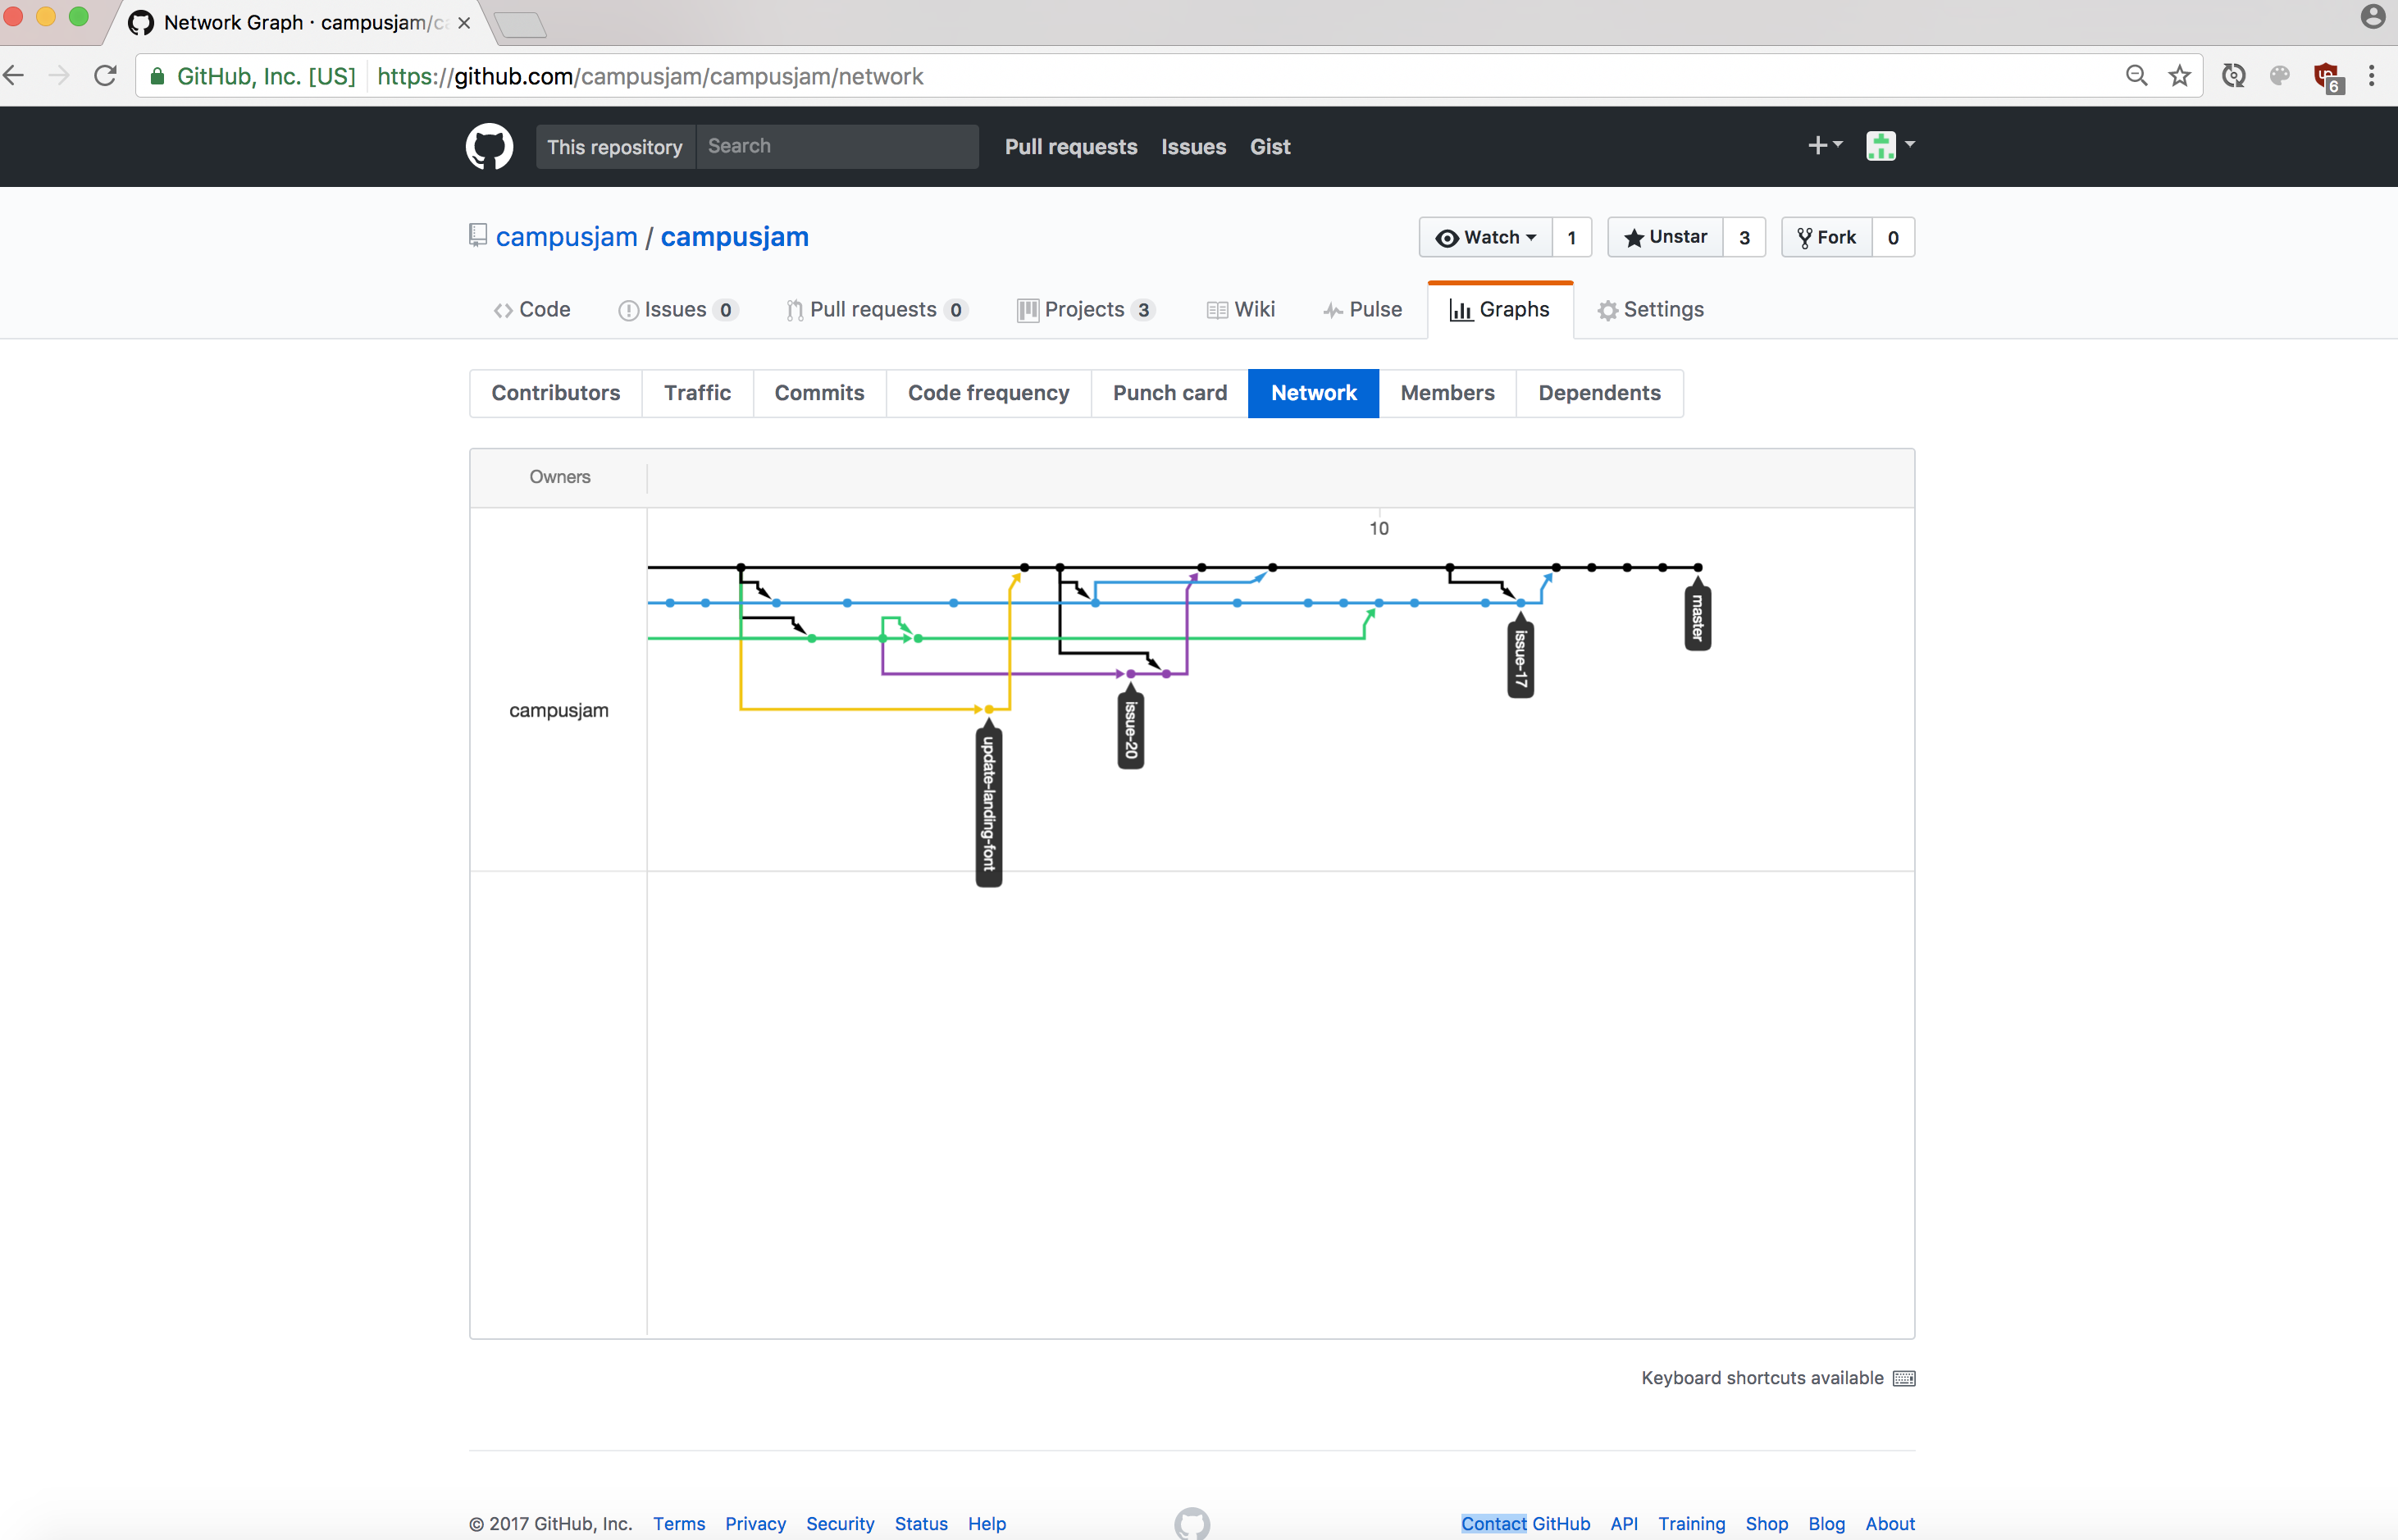 Network Graph · campusjam/c
GitHub, Inc. [US] https://github.com/campusjam/campusjam/network
6
This repository Search Pull requests Issues Gist
campusjam / campusjam
Watch 1 Unstar 3 Fork 0
Code Issues 0 Pull requests 0 Projects 3 Wiki Pulse Graphs Settings
Contributors Traffic Commits Code frequency Punch card Network Members Dependents
Owners
10
campusjam
master
issue-17
issue-20
update-landing-font
Keyboard shortcuts available
© 2017 GitHub, Inc. Terms Privacy Security Status Help Contact GitHub API Training Shop Blog About